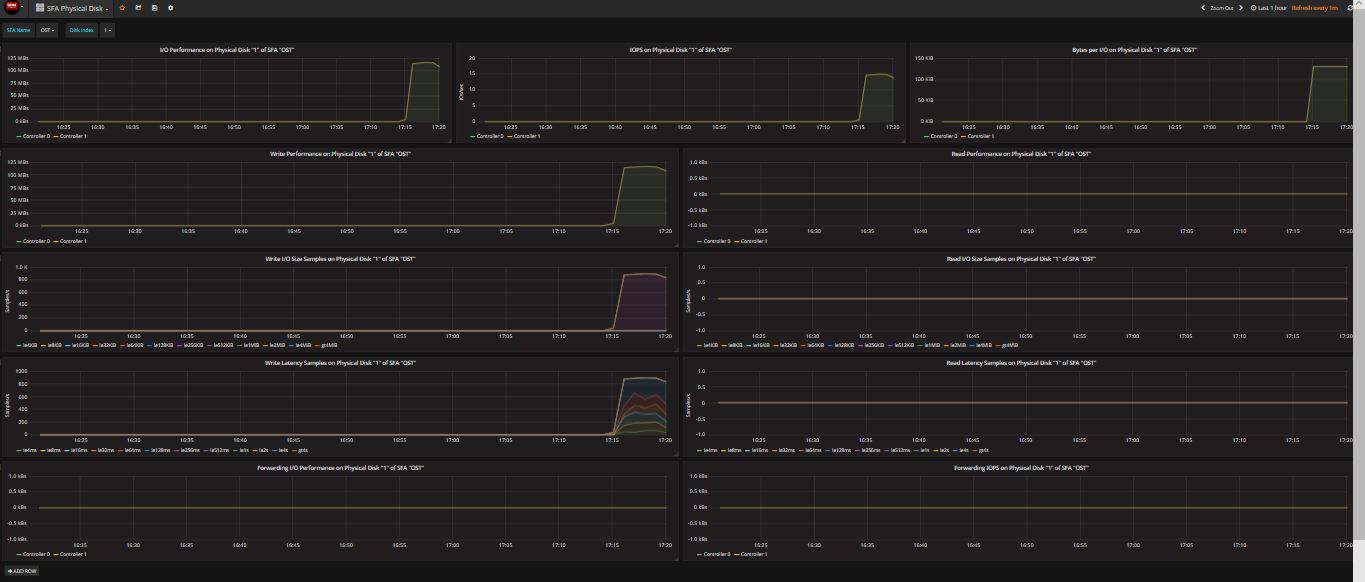 SFA Physical Disk
Zoom Out
Last 1 hour
Refresh every 1m
SFA Name
OST
Disk Index
1
I/O Performance on Physical Disk "1" of SFA "OST"
125 MBs
100 MBs
75 MBs
50 MBs
25 MBs
0 kBs
16:25 16:30 16:35 16:40 16:45 16:50 16:55 17:00 17:05 17:10 17:15 17:20
Controller 0 Controller 1
IOPS on Physical Disk "1" of SFA "OST"
IOs/sec
20
15
10
5
0
16:25 16:30 16:35 16:40 16:45 16:50 16:55 17:00 17:05 17:10 17:15 17:20
Controller 0 Controller 1
Bytes per I/O on Physical Disk "1" of SFA "OST"
150 KiB
100 KiB
50 KiB
0 KiB
16:25 16:30 16:35 16:40 16:45 16:50 16:55 17:00 17:05 17:10 17:15 17:20
Controller 0 Controller 1
Write Performance on Physical Disk "1" of SFA "OST"
125 MBs
100 MBs
75 MBs
50 MBs
25 MBs
0 kBs
16:25 16:30 16:35 16:40 16:45 16:50 16:55 17:00 17:05 17:10 17:15 17:20
Controller 0 Controller 1
Read Performance on Physical Disk "1" of SFA "OST"
1.0 kBs
0.5 kBs
0 kBs
-0.5 kBs
-1.0 kBs
16:25 16:30 16:35 16:40 16:45 16:50 16:55 17:00 17:05 17:10 17:15 17:20
Controller 0 Controller 1
Write I/O Size Samples on Physical Disk "1" of SFA "OST"
Samples/s
1.0 K
800
600
400
200
0
16:25 16:30 16:35 16:40 16:45 16:50 16:55 17:00 17:05 17:10 17:15 17:20
le4KiB le8KiB le16KiB le32KiB le64KiB le128KiB le256KiB le512KiB le1MiB le2MiB le4MiB gt4MiB
Read I/O Size Samples on Physical Disk "1" of SFA "OST"
Samples/s
1.0
0.5
0
-0.5
-1.0
16:25 16:30 16:35 16:40 16:45 16:50 16:55 17:00 17:05 17:10 17:15 17:20
le4KiB le8KiB le16KiB le32KiB le64KiB le128KiB le256KiB le512KiB le1MiB le2MiB le4MiB gt4MiB
Write Latency Samples on Physical Disk "1" of SFA "OST"
Samples/s
1000
800
600
400
200
0
16:25 16:30 16:35 16:40 16:45 16:50 16:55 17:00 17:05 17:10 17:15 17:20
le4ms le8ms le16ms le32ms le64ms le128ms le256ms le512ms le1s le2s le4s gt4s
Read Latency Samples on Physical Disk "1" of SFA "OST"
Samples/s
1.0
0.5
0
-0.5
-1.0
16:25 16:30 16:35 16:40 16:45 16:50 16:55 17:00 17:05 17:10 17:15 17:20
le4ms le8ms le16ms le32ms le64ms le128ms le256ms le512ms le1s le2s le4s gt4s
Forwarding I/O Performance on Physical Disk "1" of SFA "OST"
1.0 kBs
0.5 kBs
0 kBs
-0.5 kBs
-1.0 kBs
16:25 16:30 16:35 16:40 16:45 16:50 16:55 17:00 17:05 17:10 17:15 17:20
Controller 0 Controller 1
Forwarding IOPS on Physical Disk "1" of SFA "OST"
1.0 kBs
0.5 kBs
0 kBs
-0.5 kBs
-1.0 kBs
16:25 16:30 16:35 16:40 16:45 16:50 16:55 17:00 17:05 17:10 17:15 17:20
Controller 0 Controller 1
ADD ROW